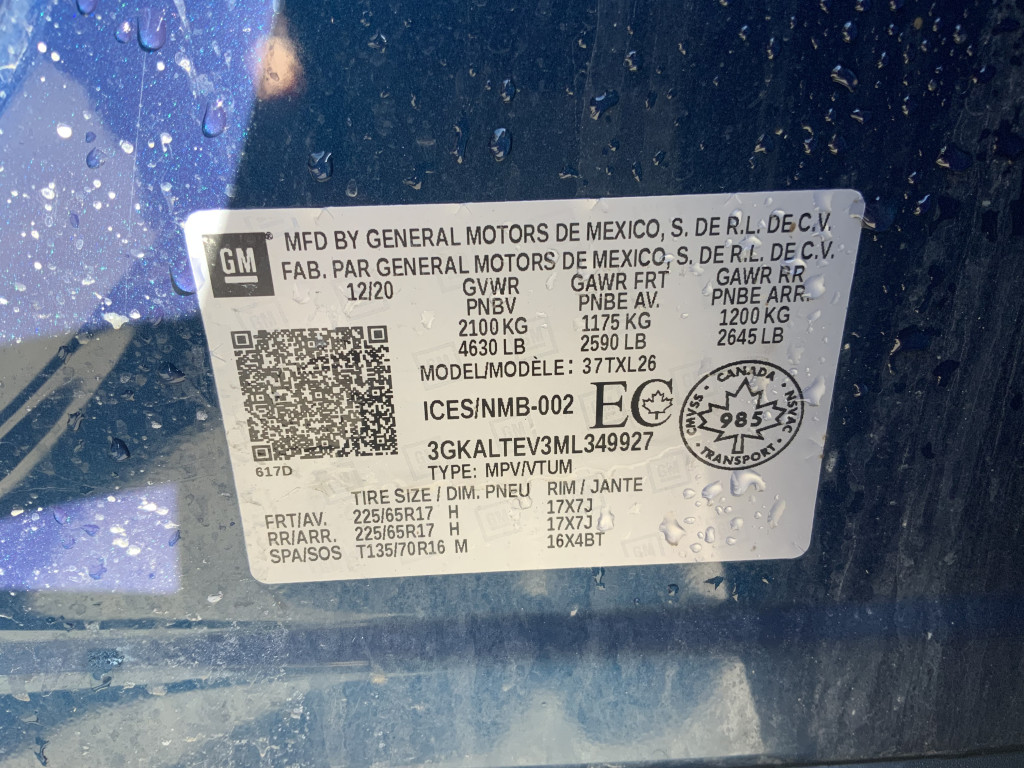 GM
MFD BY GENERAL MOTORS DE MEXICO, S. DE R.L. DE C.V.
FAB. PAR GENERAL MOTORS DE MEXICO, S. DE R.L. DE C.V.
12/20 GVWR GAWR FRT GAWR RR
PNBV PNBE AV. PNBE ARR.
2100 KG 1175 KG 1200 KG
4630 LB 2590 LB 2645 LB
MODEL/MODÈLE: 37TXL26
ICES/NMB-002 EC
CANADA
CMVSS 985 NSVAC
TRANSPORT
3GKALTEV3ML349927
617D
TYPE: MPV/VTUM
TIRE SIZE / DIM. PNEU RIM / JANTE
FRT/AV. 225/65R17 H 17X7J
RR/ARR. 225/65R17 H 17X7J
SPA/SOS T135/70R16 M 16X4BT